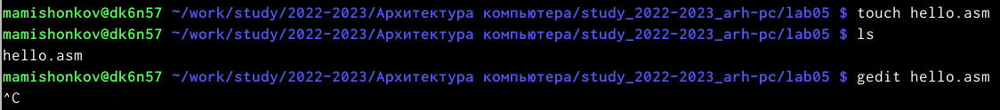 mamishonkov@dk6n57 ~/work/study/2022-2023/Архитектура компьютера/study_2022-2023_arh-pc/lab05 $ touch hello.asm
mamishonkov@dk6n57 ~/work/study/2022-2023/Архитектура компьютера/study_2022-2023_arh-pc/lab05 $ ls
hello.asm
mamishonkov@dk6n57 ~/work/study/2022-2023/Архитектура компьютера/study_2022-2023_arh-pc/lab05 $ gedit hello.asm
^C